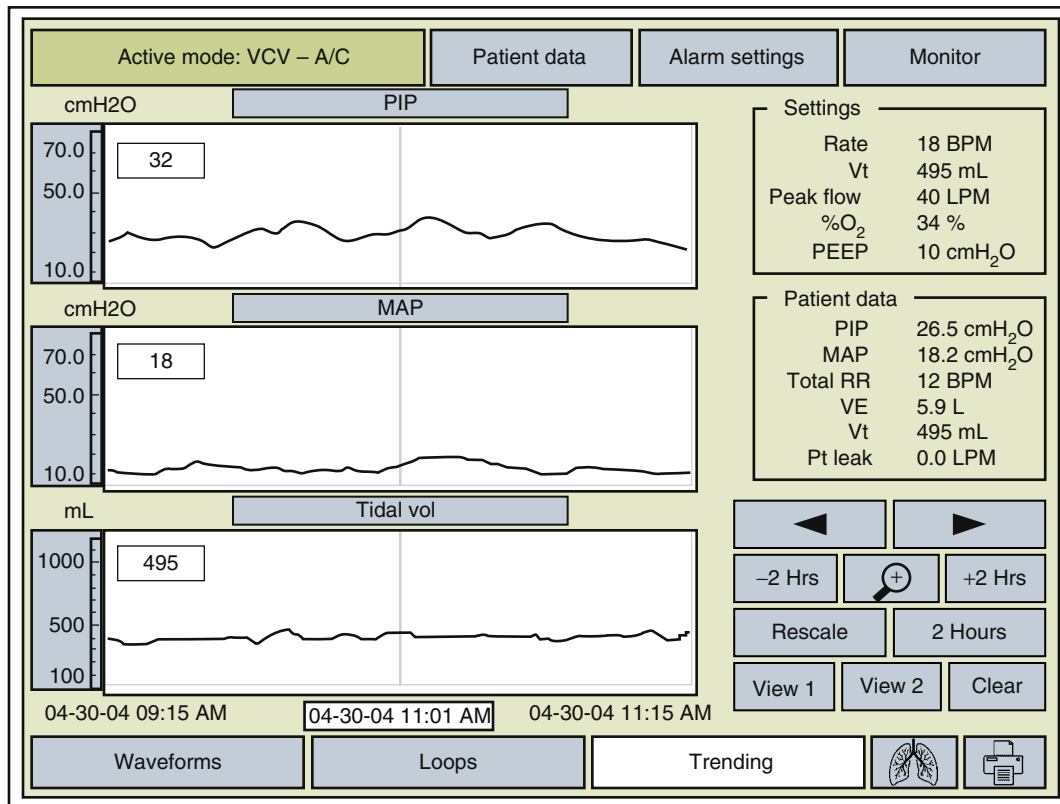 Active mode: VCV – A/C
Patient data
Alarm settings
Monitor
cmH2O
PIP
70.0
50.0
10.0
32
cmH2O
MAP
70.0
50.0
10.0
18
mL
Tidal vol
1000
500
100
495
04-30-04 09:15 AM
04-30-04 11:01 AM
04-30-04 11:15 AM
Settings
Rate 18 BPM
Vt 495 mL
Peak flow 40 LPM
%O2 34 %
PEEP 10 cmH2O
Patient data
PIP 26.5 cmH2O
MAP 18.2 cmH2O
Total RR 12 BPM
VE 5.9 L
Vt 495 mL
Pt leak 0.0 LPM
–2 Hrs
+2 Hrs
Rescale
2 Hours
View 1
View 2
Clear
Waveforms
Loops
Trending